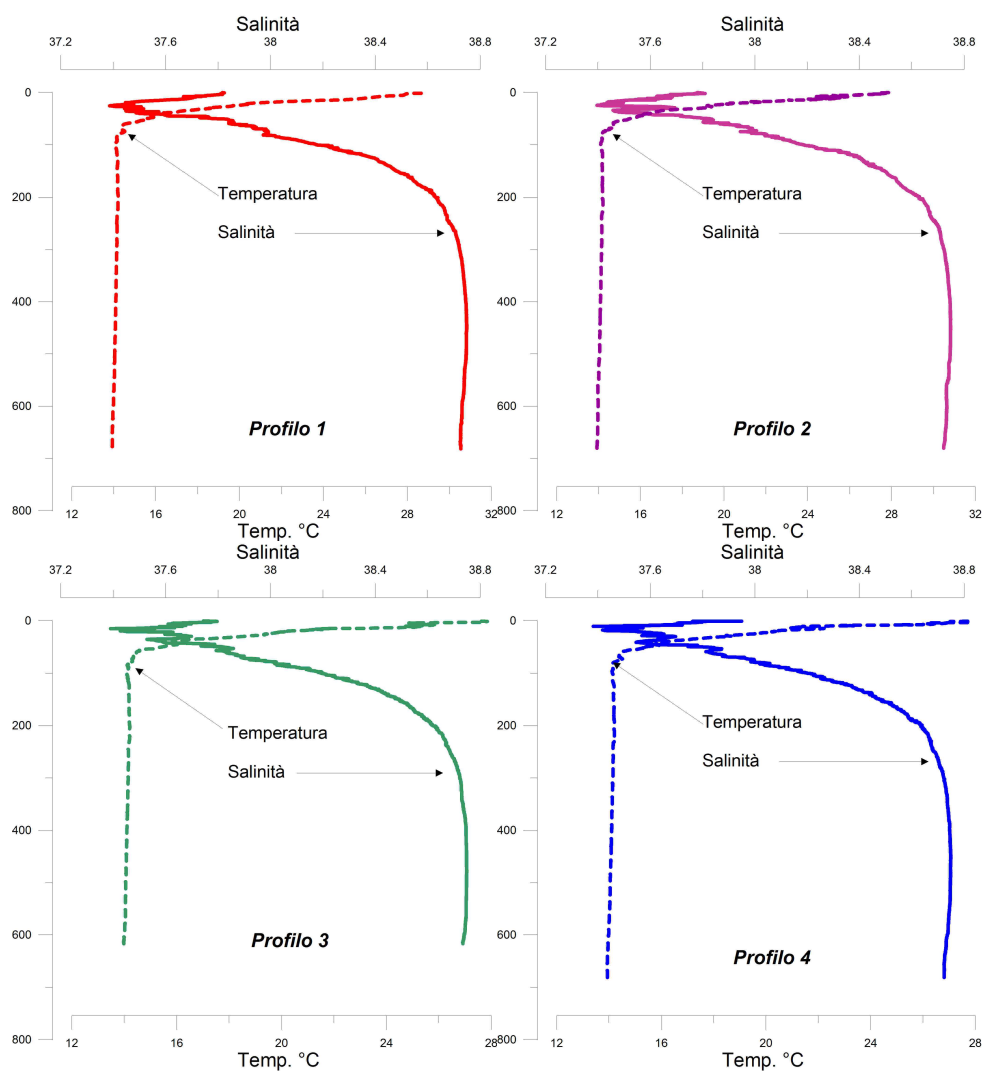 Salinità
37.2 37.6 38 38.4 38.8
0
200
400
600
800
Temperatura
Salinità
Profilo 1
12 16 20 24 28 32
Temp. °C
Salinità
37.2 37.6 38 38.4 38.8
0
200
400
600
800
Temperatura
Salinità
Profilo 2
12 16 20 24 28 32
Temp. °C
Salinità
37.2 37.6 38 38.4 38.8
0
200
400
600
800
Temperatura
Salinità
Profilo 3
12 16 20 24 28
Temp. °C
Salinità
37.2 37.6 38 38.4 38.8
0
200
400
600
800
Temperatura
Salinità
Profilo 4
12 16 20 24 28
Temp. °C